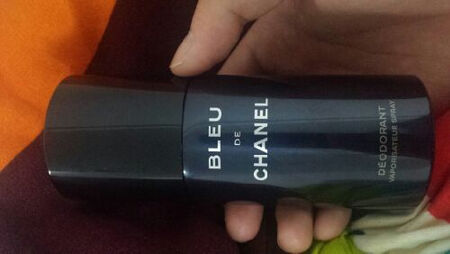 BLEU
DE
CHANEL
DÉODORANT
VAPORISATEUR SPRAY